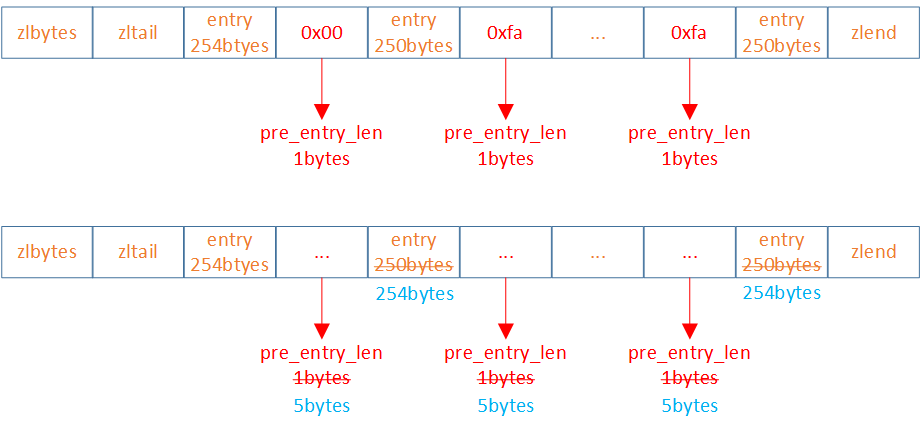 zlbytes zltail entry 0x00 entry 0xfa ... 0xfa entry zlend
254btyes 250bytes 250bytes
pre_entry_len pre_entry_len pre_entry_len
1bytes 1bytes 1bytes
zlbytes zltail entry ... entry ... ... ... entry zlend
254btyes 250bytes 250bytes
254bytes 254bytes
pre_entry_len pre_entry_len pre_entry_len
1bytes 1bytes 1bytes
5bytes 5bytes 5bytes